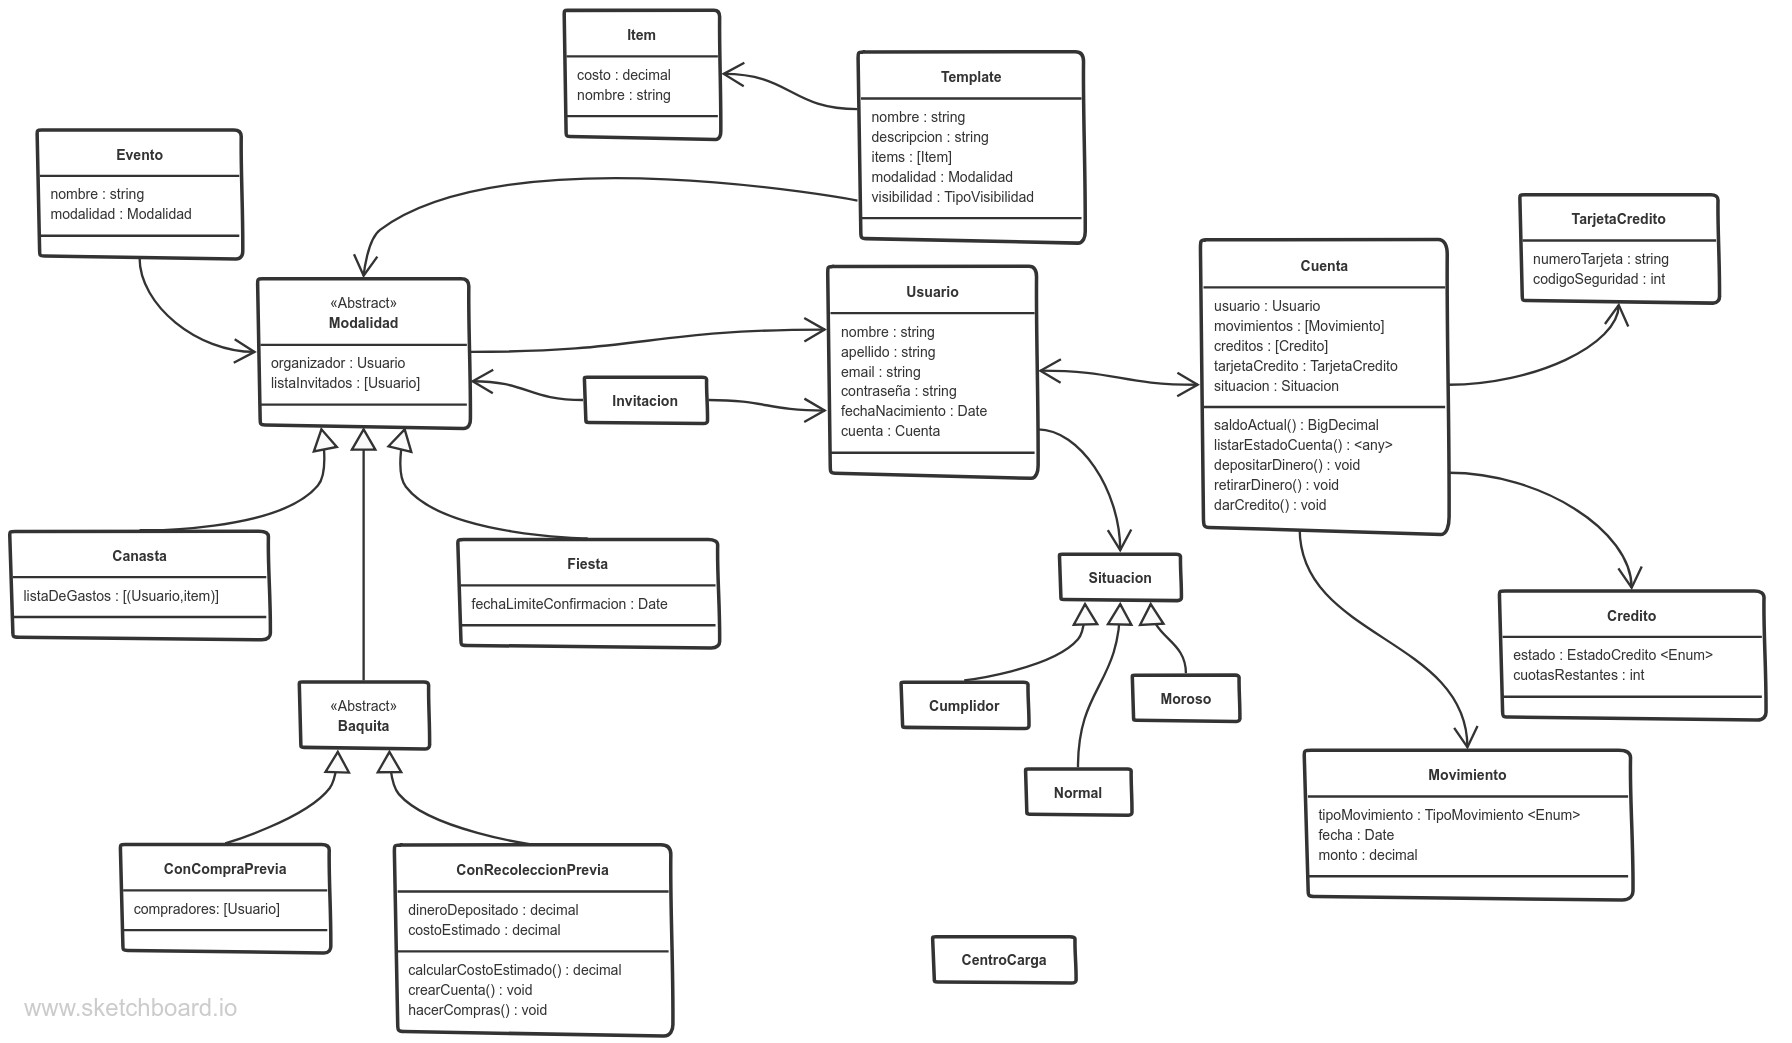 Item
costo : decimal
nombre : string
Template
nombre : string
descripcion : string
items : [Item]
modalidad : Modalidad
visibilidad : TipoVisibilidad
Evento
nombre : string
modalidad : Modalidad
TarjetaCredito
numeroTarjeta : string
codigoSeguridad : int
«Abstract»
Modalidad
organizador : Usuario
listaInvitados : [Usuario]
Usuario
nombre : string
apellido : string
email : string
contraseña : string
fechaNacimiento : Date
cuenta : Cuenta
Cuenta
usuario : Usuario
movimientos : [Movimiento]
creditos : [Credito]
tarjetaCredito : TarjetaCredito
situacion : Situacion
saldoActual() : BigDecimal
listarEstadoCuenta() : <any>
depositarDinero() : void
retirarDinero() : void
darCredito() : void
Invitacion
Canasta
listaDeGastos : [(Usuario,item)]
Fiesta
fechaLimiteConfirmacion : Date
Situacion
Credito
estado : EstadoCredito <Enum>
cuotasRestantes : int
«Abstract»
Baquita
Cumplidor
Moroso
Normal
Movimiento
tipoMovimiento : TipoMovimiento <Enum>
fecha : Date
monto : decimal
ConCompraPrevia
compradores: [Usuario]
ConRecoleccionPrevia
dineroDepositado : decimal
costoEstimado : decimal
calcularCostoEstimado() : decimal
crearCuenta() : void
hacerCompras() : void
CentroCarga
www.sketchboard.io